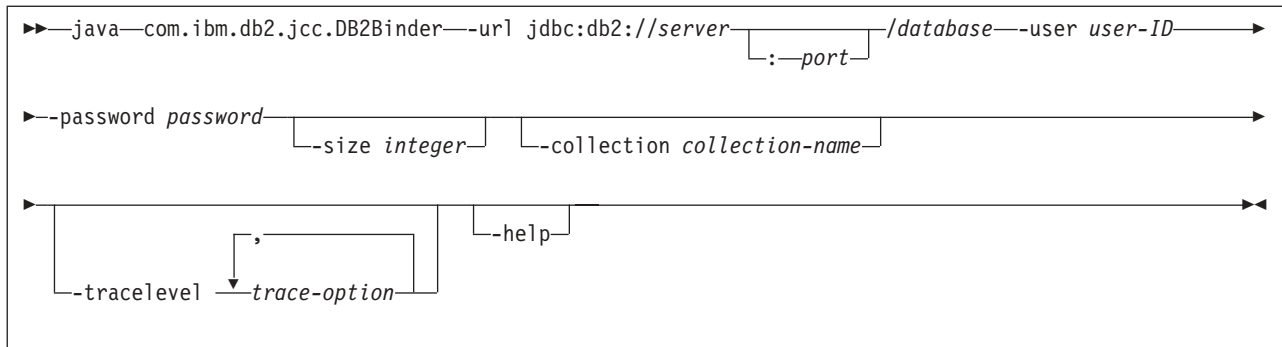 java com.ibm.db2.jcc.DB2Binder -url jdbc:db2://server /database -user user-ID
: port
-password password
-size integer -collection collection-name
,
-help
-tracelevel trace-option